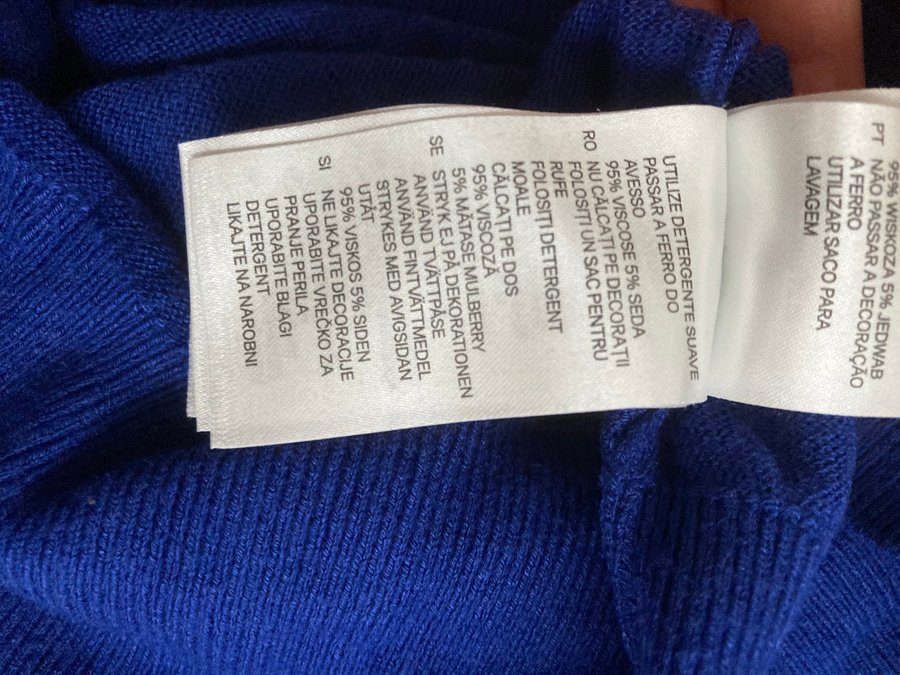 95% WISKOZA 5% JEDWAB
PT NÃO PASSAR A DECORAÇÃO
A FERRO
UTILIZAR SACO PARA
LAVAGEM
UTILIZE DETERGENTE SUAVE
PASSAR A FERRO DO
AVESSO
95% VISCOSE 5% SEDA
RO NU CĂLCAȚI PE DECORAȚII
FOLOSIȚI UN SAC PENTRU
RUFE
FOLOSIȚI DETERGENT
MOALE
CĂLCAȚI PE DOS
95% VISCOZĂ
5% MĂTASE MULBERRY
SE STRYK EJ PÅ DEKORATIONEN
ANVÄND TVÄTTPÅSE
ANVÄND FINTVÄTTMEDEL
STRYKES MED AVIGSIDAN
UTÅT
95% VISKOS 5% SIDEN
SI NE LIKAJTE DECORACIJE
UPORABITE VREČKO ZA
PRANJE PERILA
UPORABITE BLAGI
DETERGENT
LIKAJTE NA NAROBNI